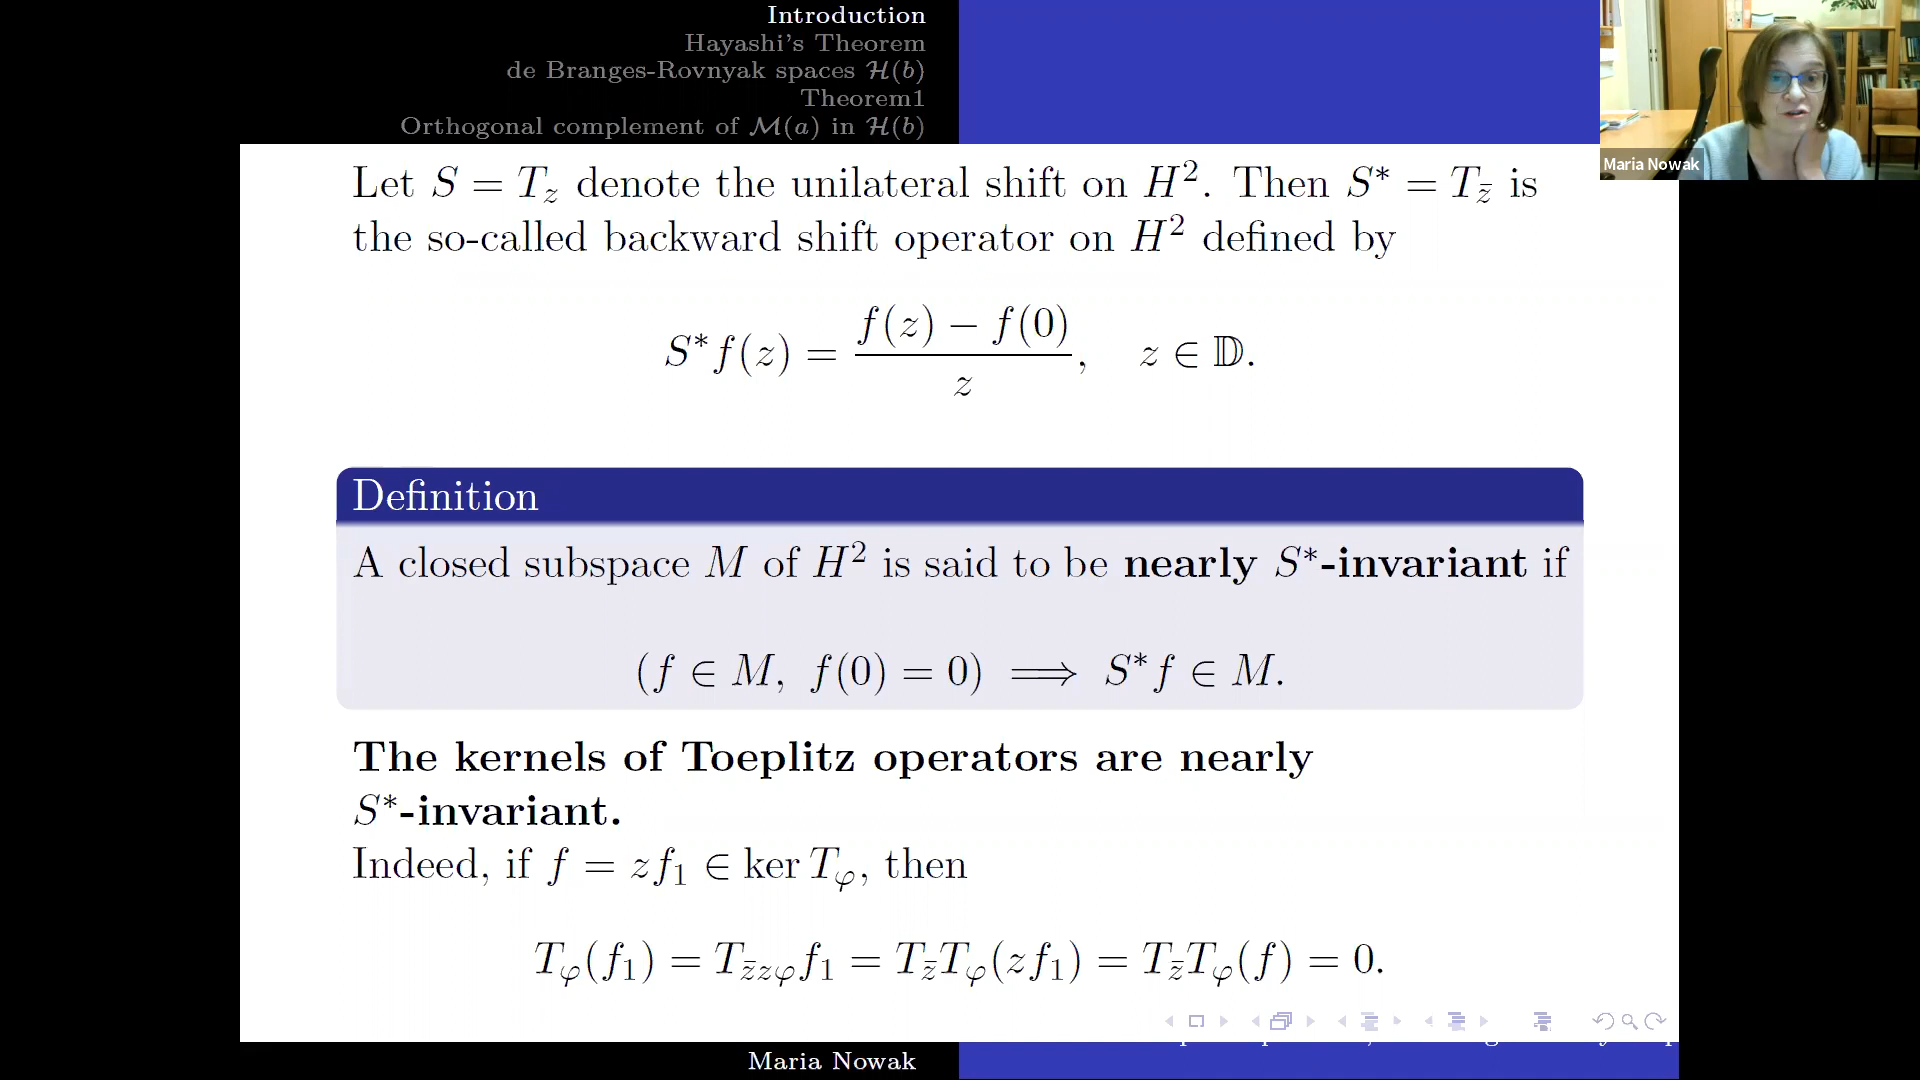 Introduction
Hayashi's Theorem
de Branges-Rovnyak spaces ℋ(b)
Theorem1
Orthogonal complement of ℳ(a) in ℋ(b)
Maria Nowak
Let S = T_z denote the unilateral shift on H². Then S* = T_z̄ is
the so-called backward shift operator on H² defined by
S*f(z) = (f(z) − f(0))/z, z ∈ 𝔻.
Definition
A closed subspace M of H² is said to be nearly S*-invariant if
(f ∈ M, f(0) = 0) ⟹ S*f ∈ M.
The kernels of Toeplitz operators are nearly
S*-invariant.
Indeed, if f = zf₁ ∈ ker T_φ, then
T_φ(f₁) = T_z̄zφ f₁ = T_z̄T_φ(zf₁) = T_z̄T_φ(f) = 0.
Maria Nowak